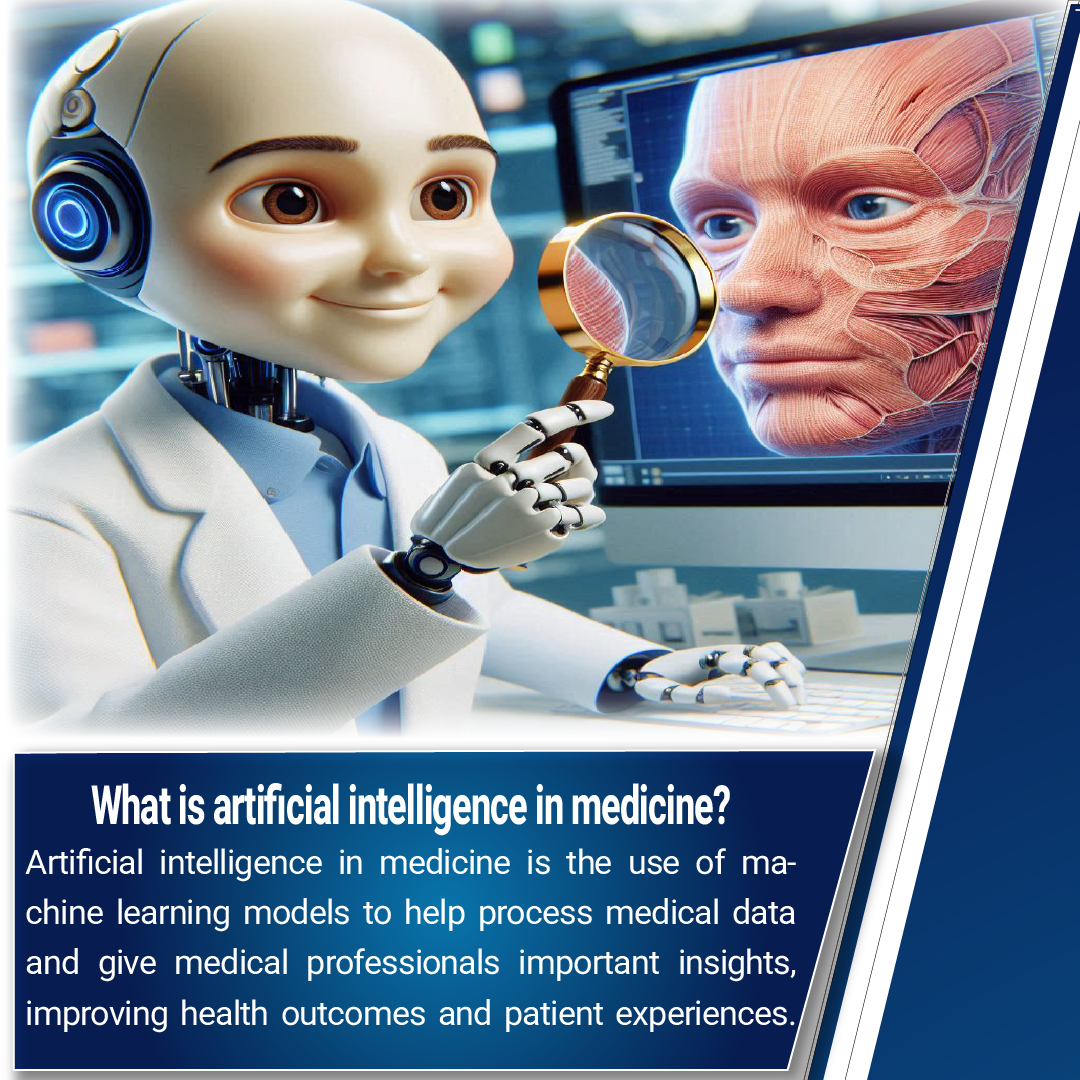 What is artificial intelligence in medicine?
Artificial intelligence in medicine is the use of ma-
chine learning models to help process medical data
and give medical professionals important insights,
improving health outcomes and patient experiences.